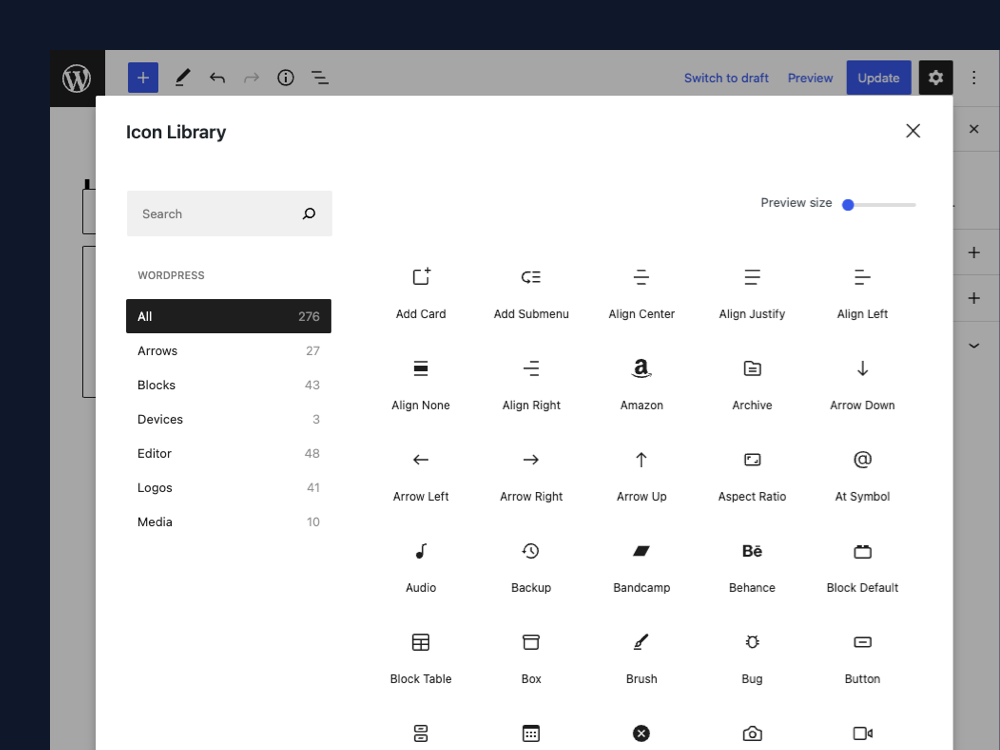 Switch to draft Preview Update
Icon Library
Search
Preview size
WORDPRESS
All 276
Arrows 27
Blocks 43
Devices 3
Editor 48
Logos 41
Media 10
Add Card Add Submenu Align Center Align Justify Align Left
Align None Align Right Amazon Archive Arrow Down
Arrow Left Arrow Right Arrow Up Aspect Ratio At Symbol
Bē
Audio Backup Bandcamp Behance Block Default
Block Table Box Brush Bug Button